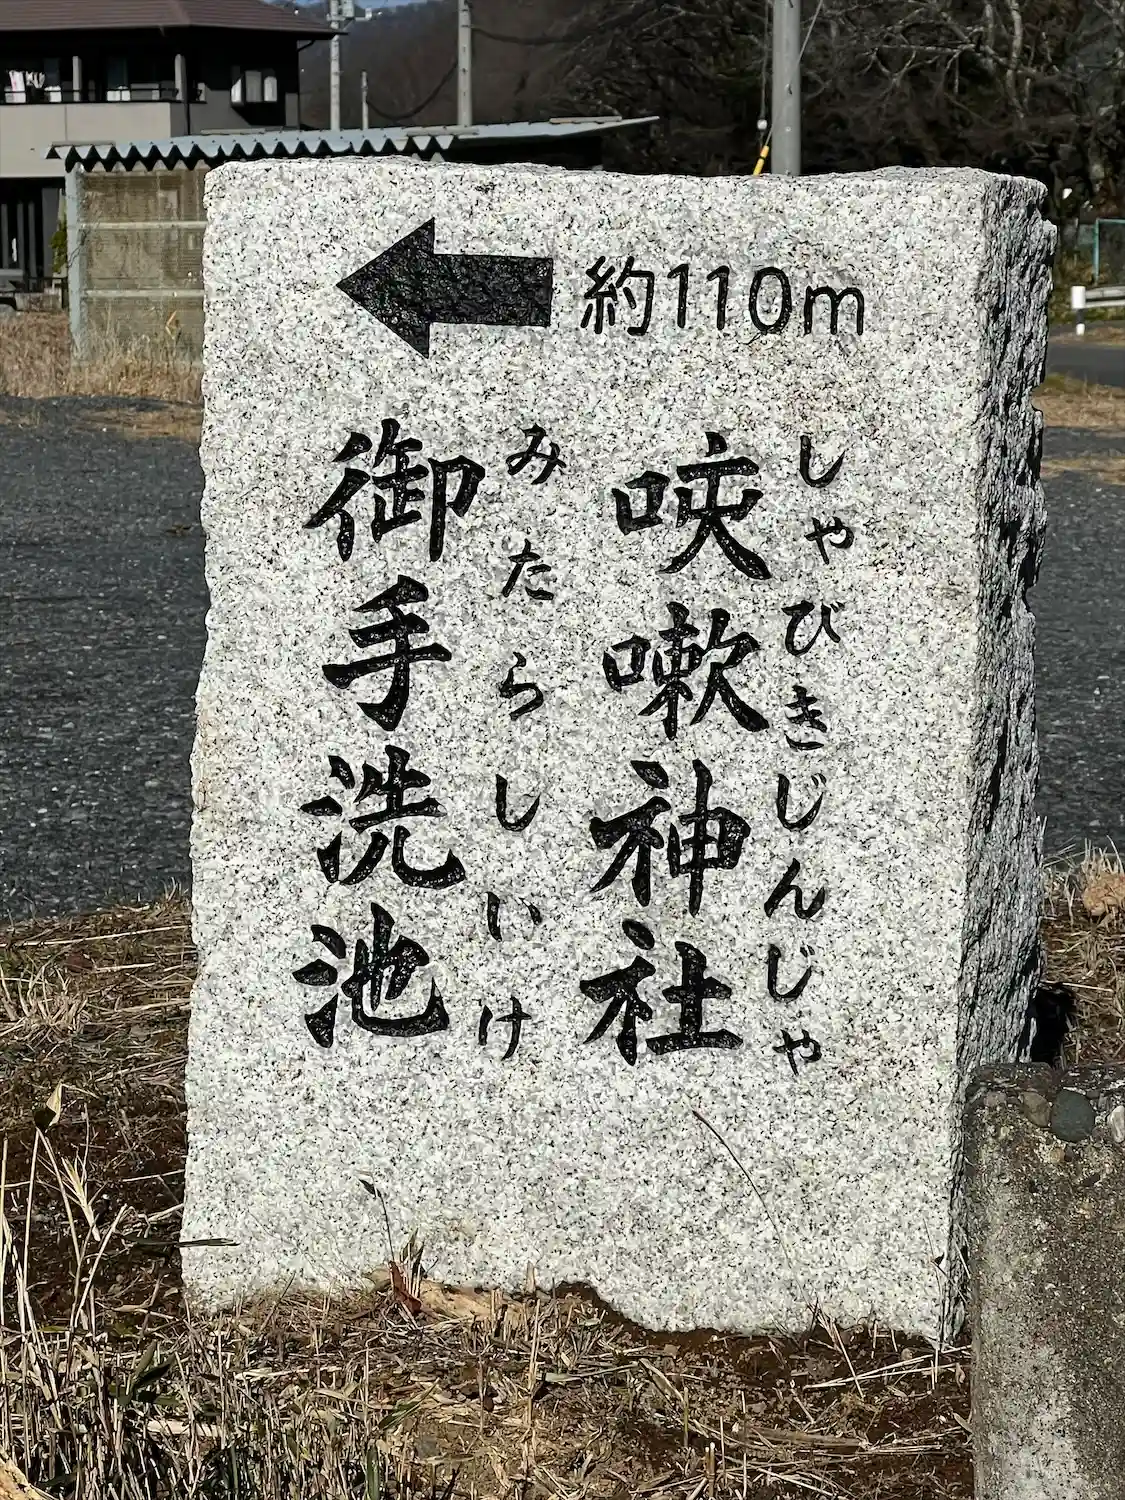 約110m
咳嗽神社
しゃびきじんじゃ
御手洗池
みたらしいけ